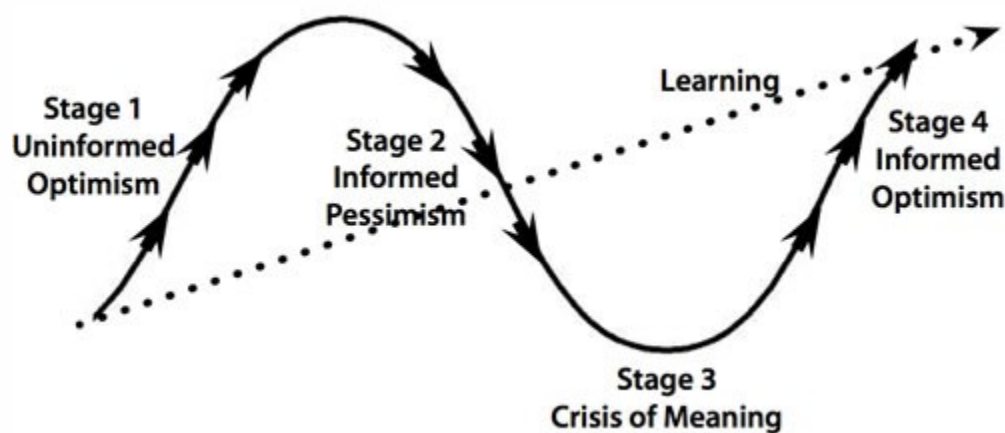 Stage 1
Uninformed
Optimism
Stage 2
Informed
Pessimism
Stage 3
Crisis of Meaning
Learning
Stage 4
Informed
Optimism